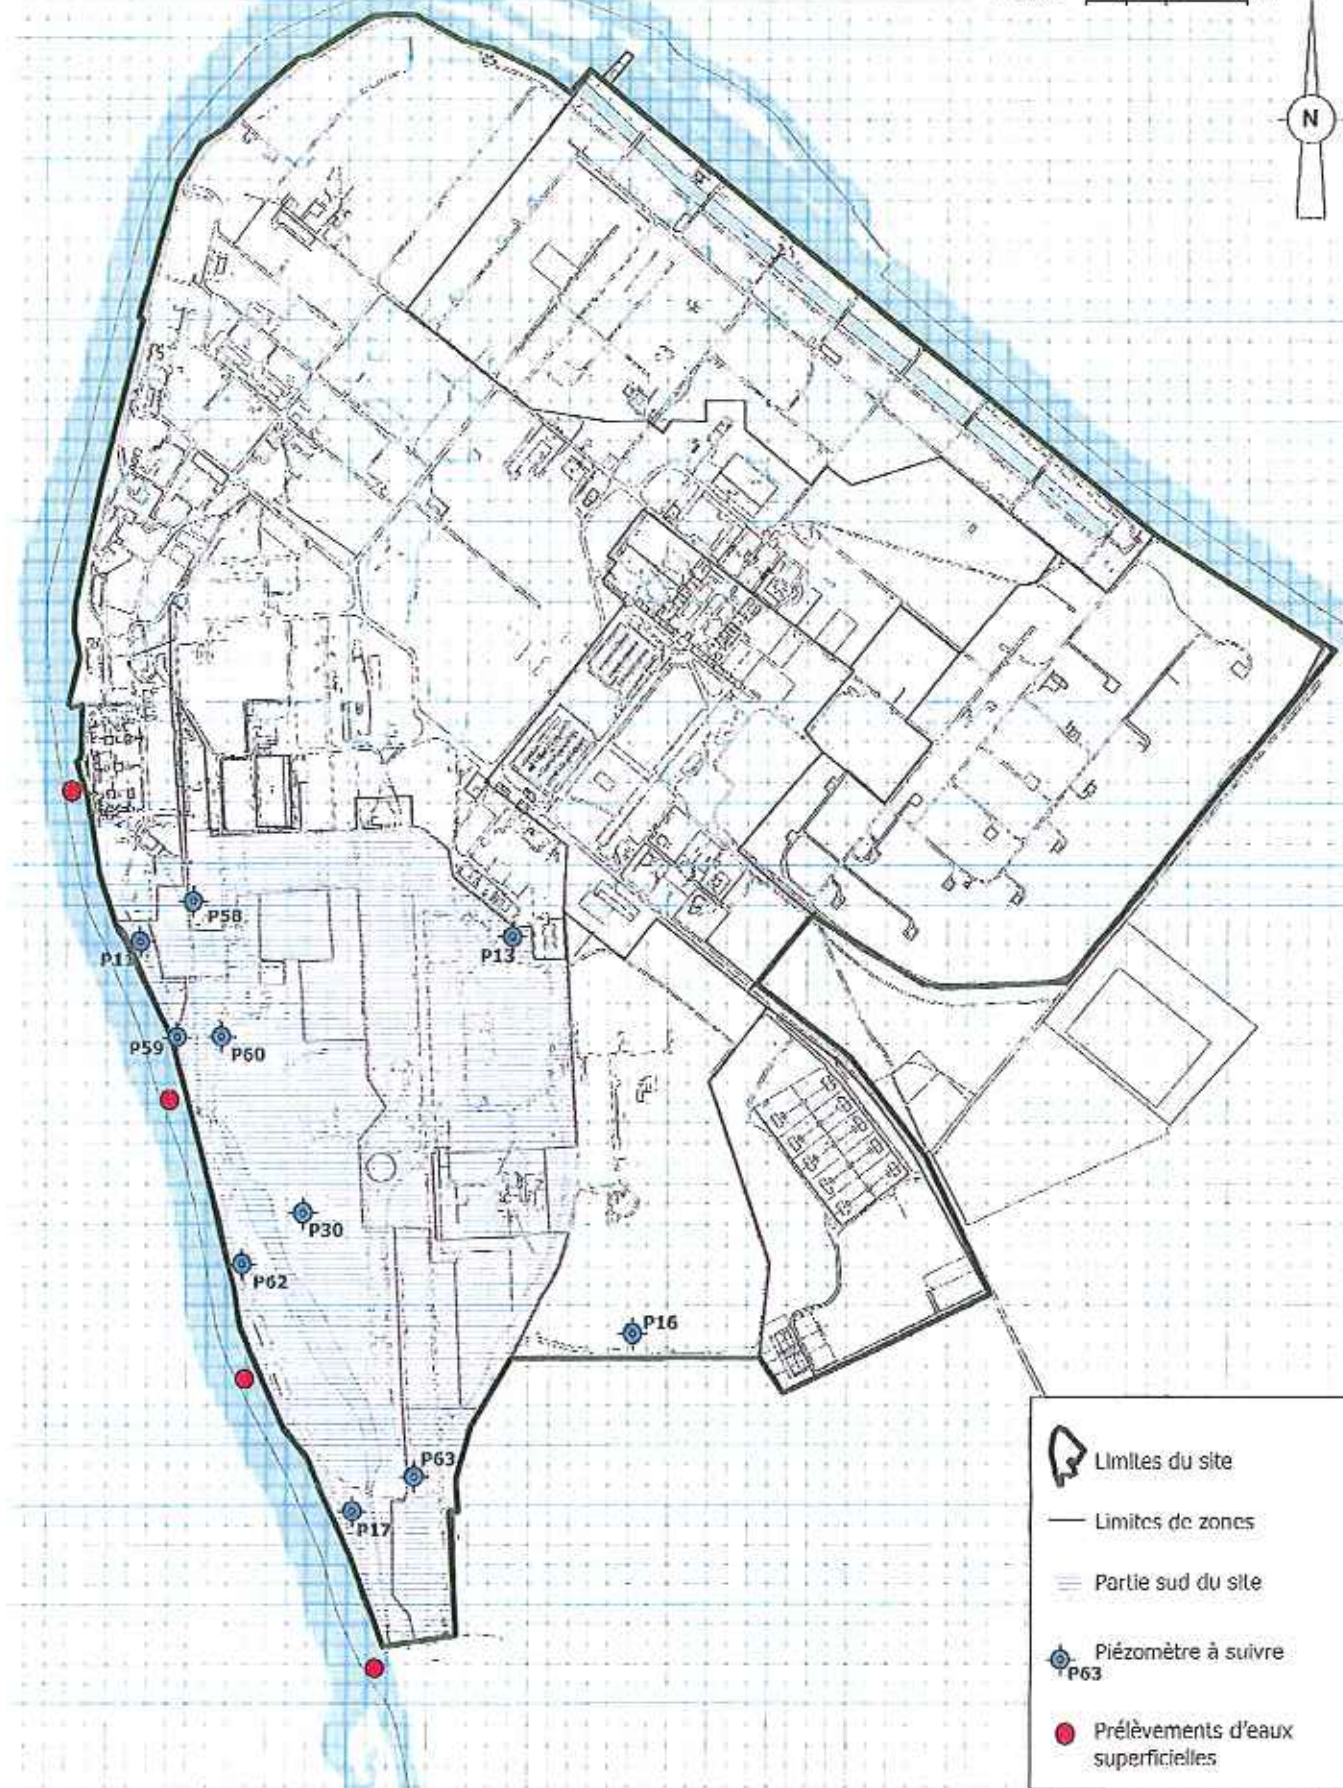 N
P58
P13
P59
P60
P30
P62
P16
P63
P17
Limites du site
Limites de zones
Partie sud du site
Piézomètre à suivre
P63
Prélèvements d'eaux
superficielles